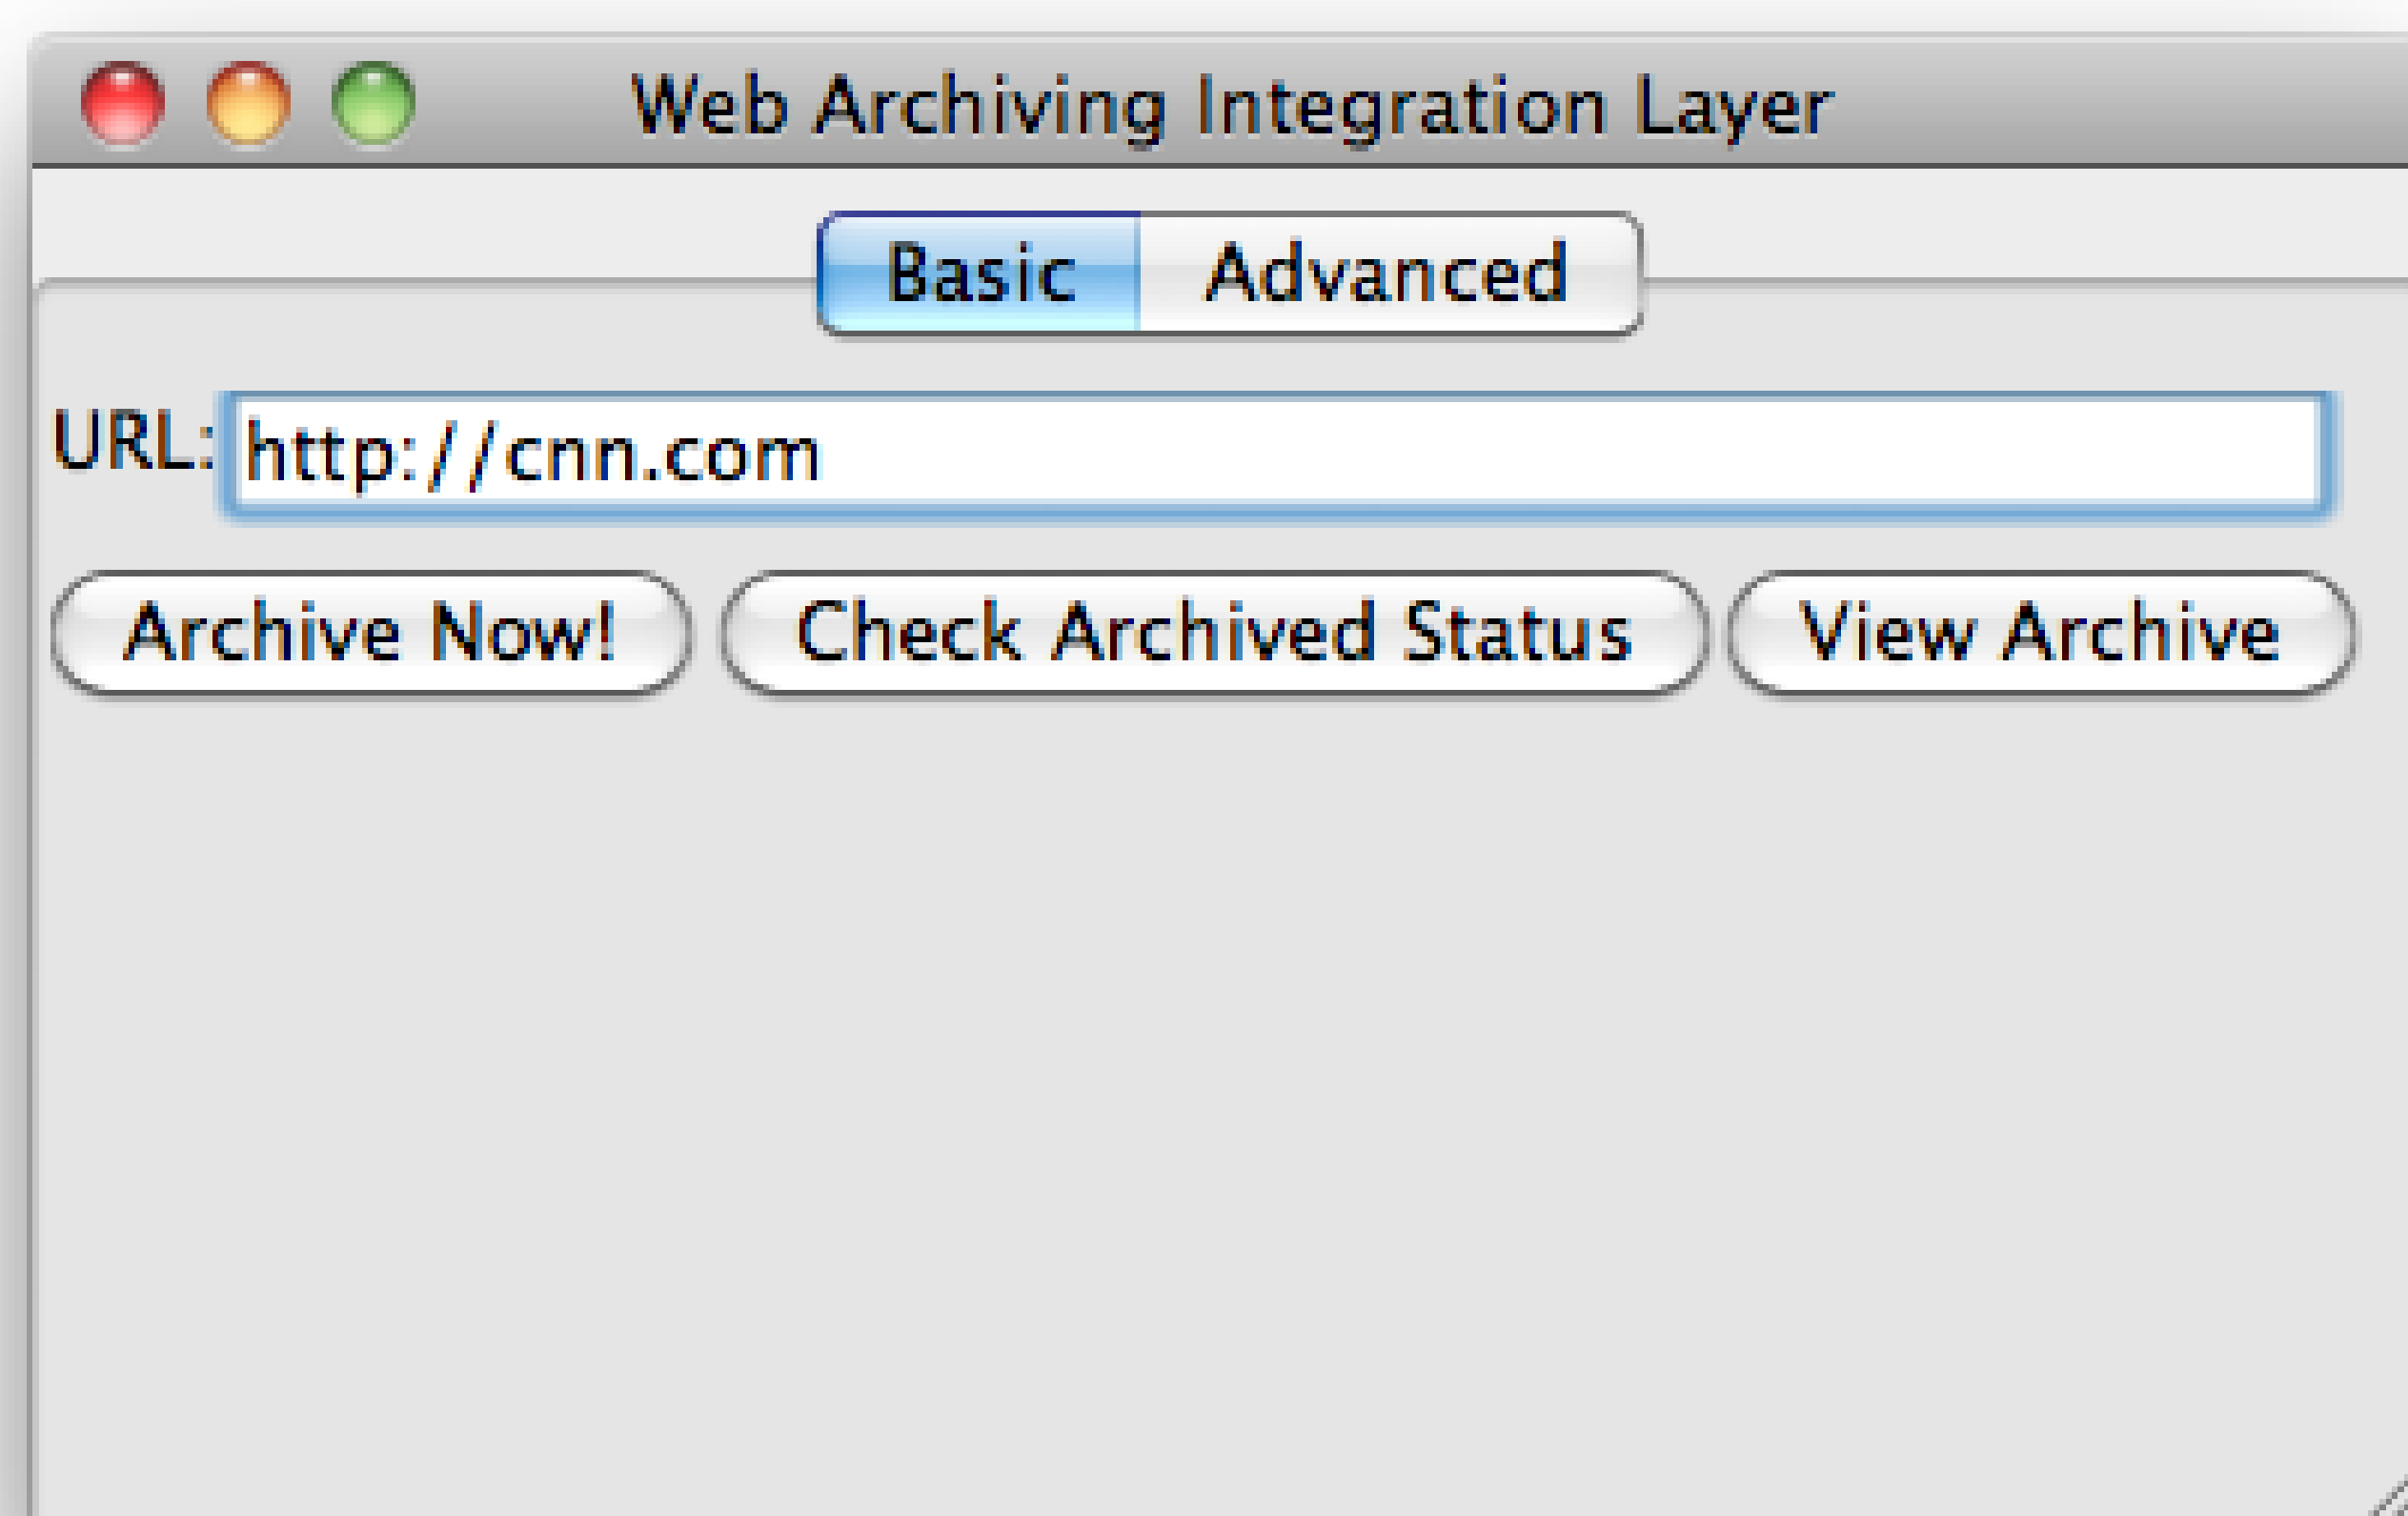 Web Archiving Integration Layer
Basic Advanced
URL: http://cnn.com
Archive Now! Check Archived Status View Archive